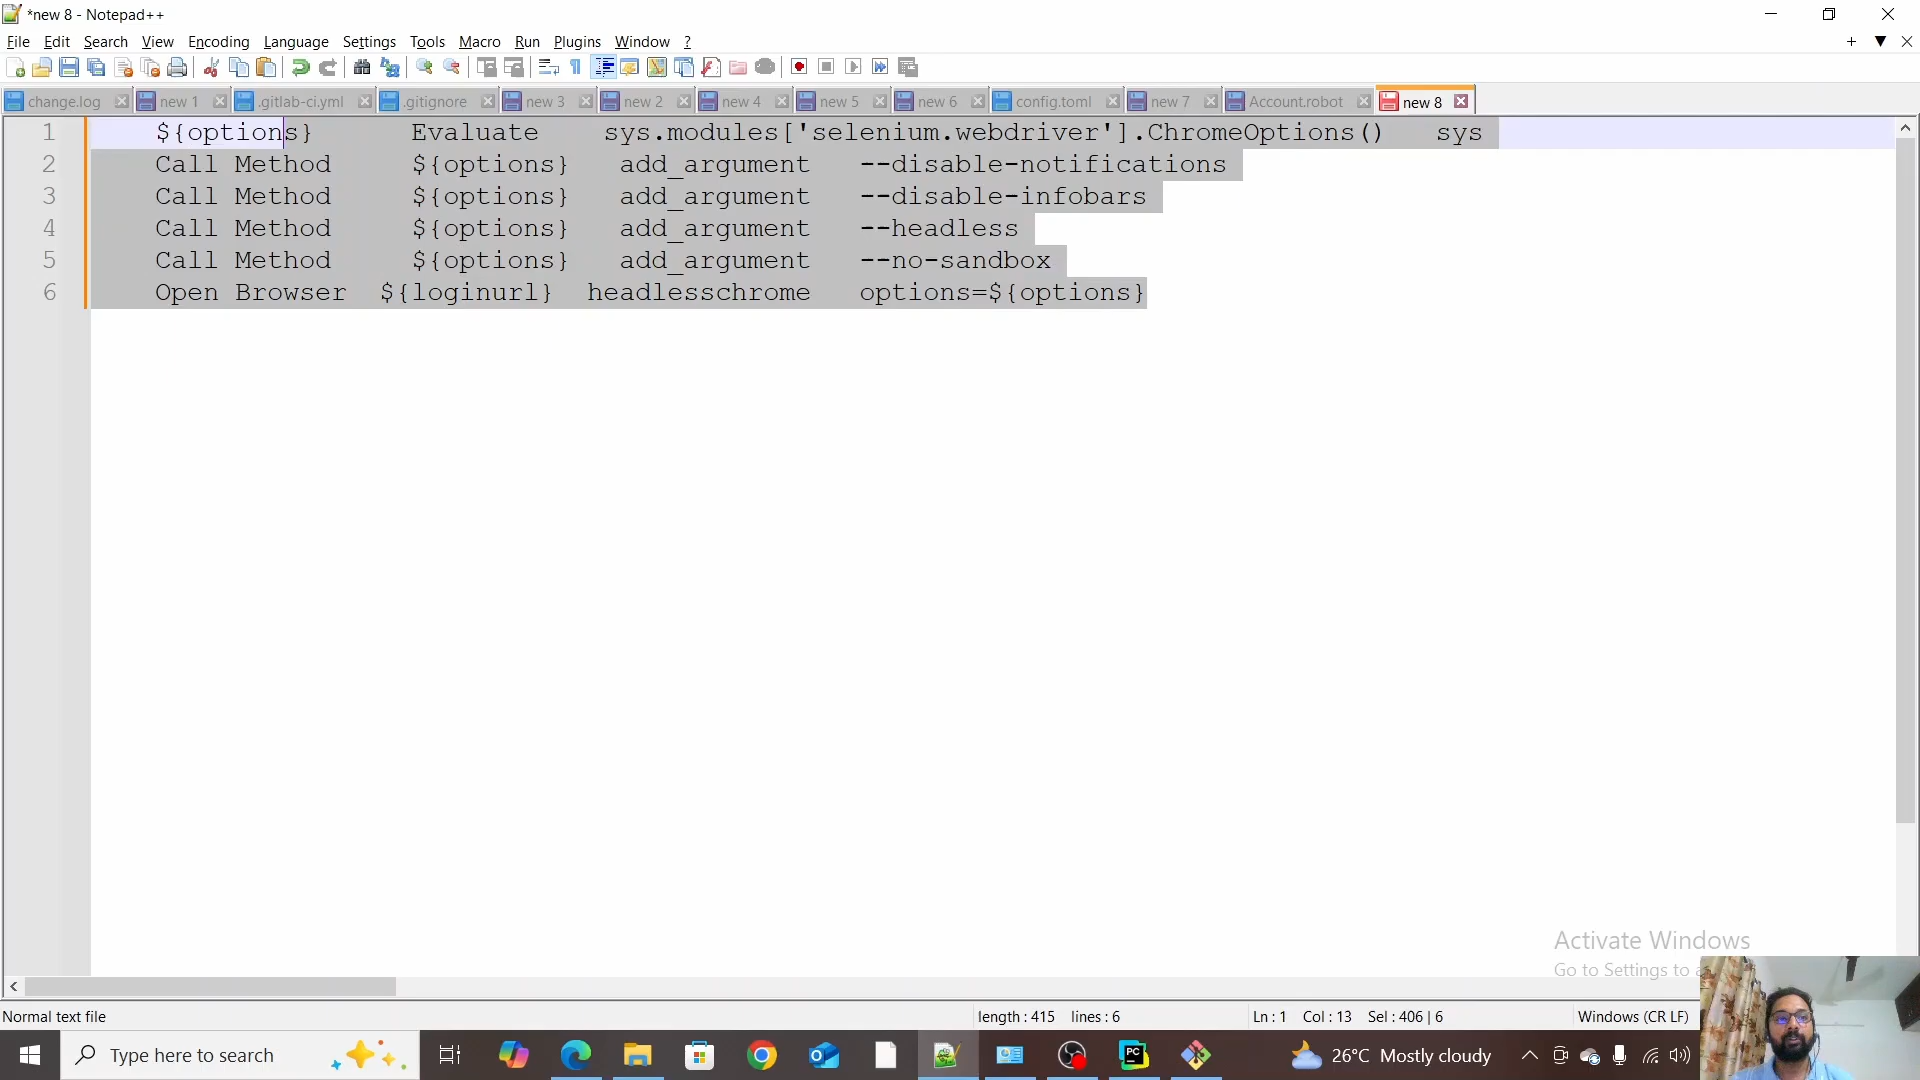 *new 8 - Notepad++
File Edit Search View Encoding Language Settings Tools Macro Run Plugins Window ?
change.log new 1 .gitlab-ci.yml .gitignore new 3 new 2 new 4 new 5 new 6 config.toml new 7 Account.robot new 8
1 ${options} Evaluate sys.modules['selenium.webdriver'].ChromeOptions() sys
2 Call Method ${options} add_argument --disable-notifications
3 Call Method ${options} add_argument --disable-infobars
4 Call Method ${options} add_argument --headless
5 Call Method ${options} add_argument --no-sandbox
6 Open Browser ${loginurl} headlesschrome options=${options}
Activate Windows
Go to Settings to
Normal text file length : 415 lines : 6 Ln : 1 Col : 13 Sel : 406 | 6 Windows (CR LF)
Type here to search 26°C Mostly cloudy